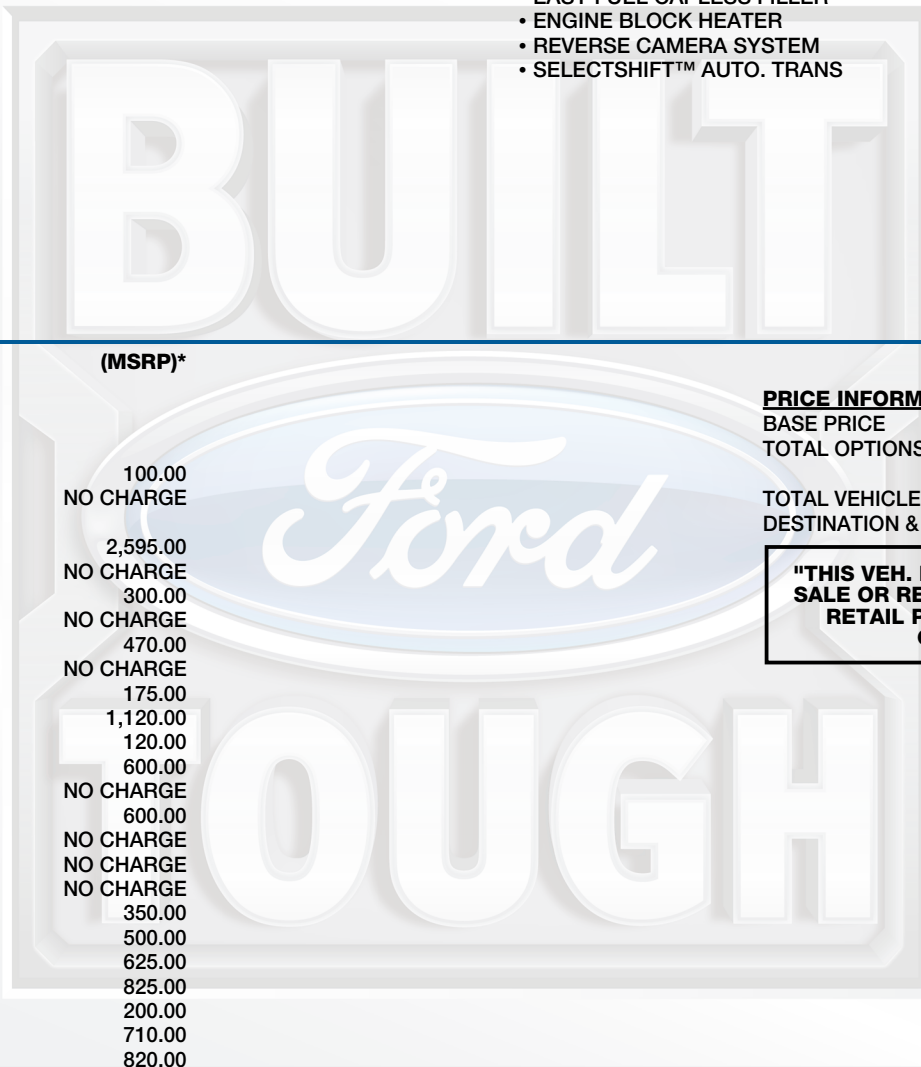 • ENGINE BLOCK HEATER
• REVERSE CAMERA SYSTEM
• SELECTSHIFT™ AUTO. TRANS
BUILT
(MSRP)*
PRICE INFORM
BASE PRICE
TOTAL OPTIONS
TOTAL VEHICLE
DESTINATION &
"THIS VEH.
SALE OR RE
RETAIL P
Ford
100.00
NO CHARGE
2,595.00
NO CHARGE
300.00
NO CHARGE
470.00
NO CHARGE
175.00
1,120.00
120.00
600.00
NO CHARGE
600.00
NO CHARGE
NO CHARGE
NO CHARGE
350.00
500.00
625.00
825.00
200.00
710.00
820.00
TOUGH